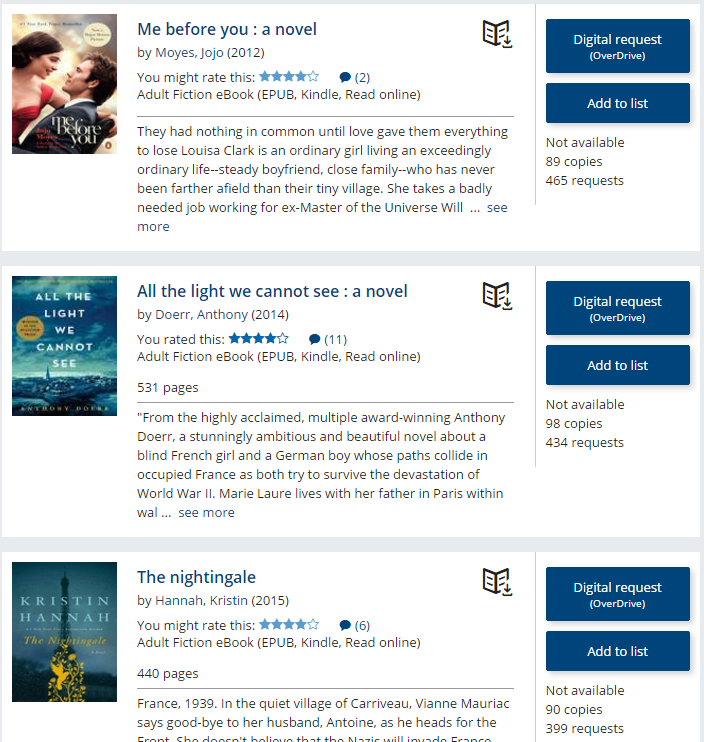 me before you
Me before you : a novel
by Moyes, Jojo (2012)
You might rate this: (2)
Adult Fiction eBook (EPUB, Kindle, Read online)
They had nothing in common until love gave them everything
to lose Louisa Clark is an ordinary girl living an exceedingly
ordinary life--steady boyfriend, close family--who has never
been farther afield than their tiny village. She takes a badly
needed job working for ex-Master of the Universe Will ... see
more
Digital request
(OverDrive)
Add to list
Not available
89 copies
465 requests
ALL THE
LIGHT
WE
CANNOT
SEE
ANTHONY DOERR
All the light we cannot see : a novel
by Doerr, Anthony (2014)
You rated this: (11)
Adult Fiction eBook (EPUB, Kindle, Read online)
531 pages
"From the highly acclaimed, multiple award-winning Anthony
Doerr, a stunningly ambitious and beautiful novel about a
blind French girl and a German boy whose paths collide in
occupied France as both try to survive the devastation of
World War II. Marie Laure lives with her father in Paris within
wal ... see more
Digital request
(OverDrive)
Add to list
Not available
98 copies
434 requests
KRISTIN
HANNAH
The Nightingale
The nightingale
by Hannah, Kristin (2015)
You might rate this: (6)
Adult Fiction eBook (EPUB, Kindle, Read online)
440 pages
France, 1939. In the quiet village of Carriveau, Vianne Mauriac
says good-bye to her husband, Antoine, as he heads for the
Front. She doesn't believe that the Nazis will invade France
Digital request
(OverDrive)
Add to list
Not available
90 copies
399 requests